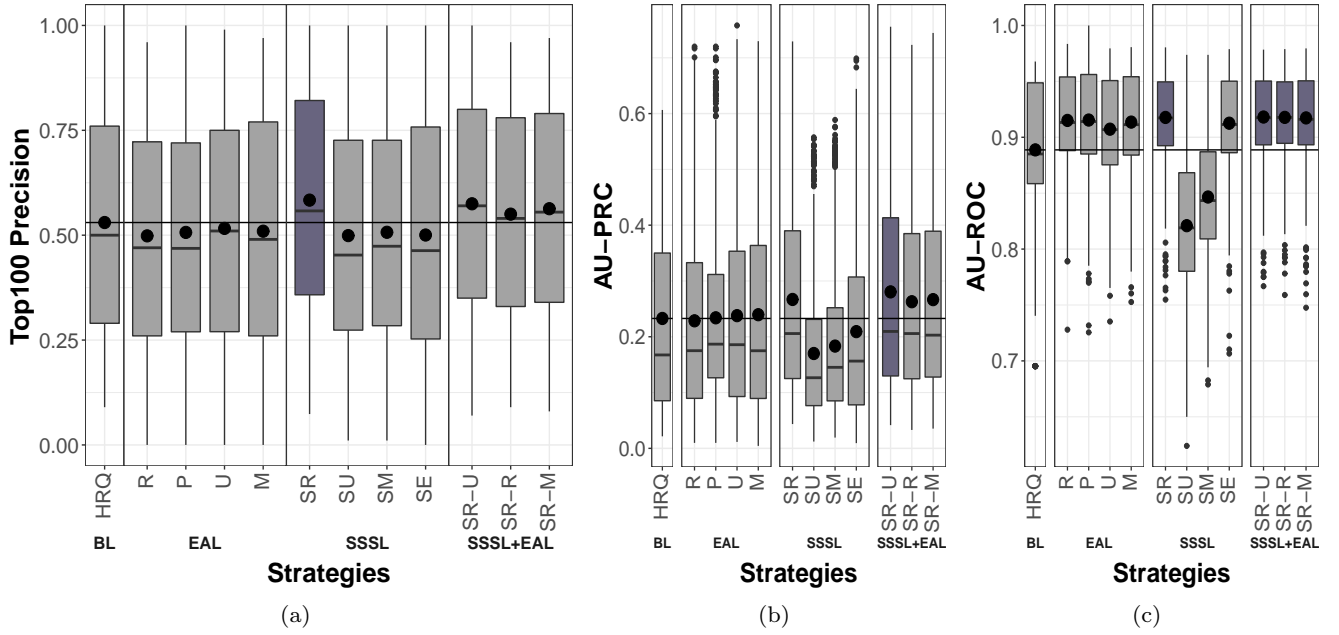 Top100 Precision
1.00
0.75
0.50
0.25
0.00
HRQ
R
P
U
M
SR
SU
SM
SE
SR−U
SR−R
SR−M
BL
EAL
SSSL
SSSL+EAL
Strategies
(a)
AU−PRC
0.6
0.4
0.2
0.0
HRQ
R
P
U
M
SR
SU
SM
SE
SR−U
SR−R
SR−M
BL
EAL
SSSL
SSSL+EAL
Strategies
(b)
AU−ROC
0.9
0.8
0.7
HRQ
R
P
U
M
SR
SU
SM
SE
SR−U
SR−R
SR−M
BL
EAL
SSSL
SSSL+EAL
Strategies
(c)